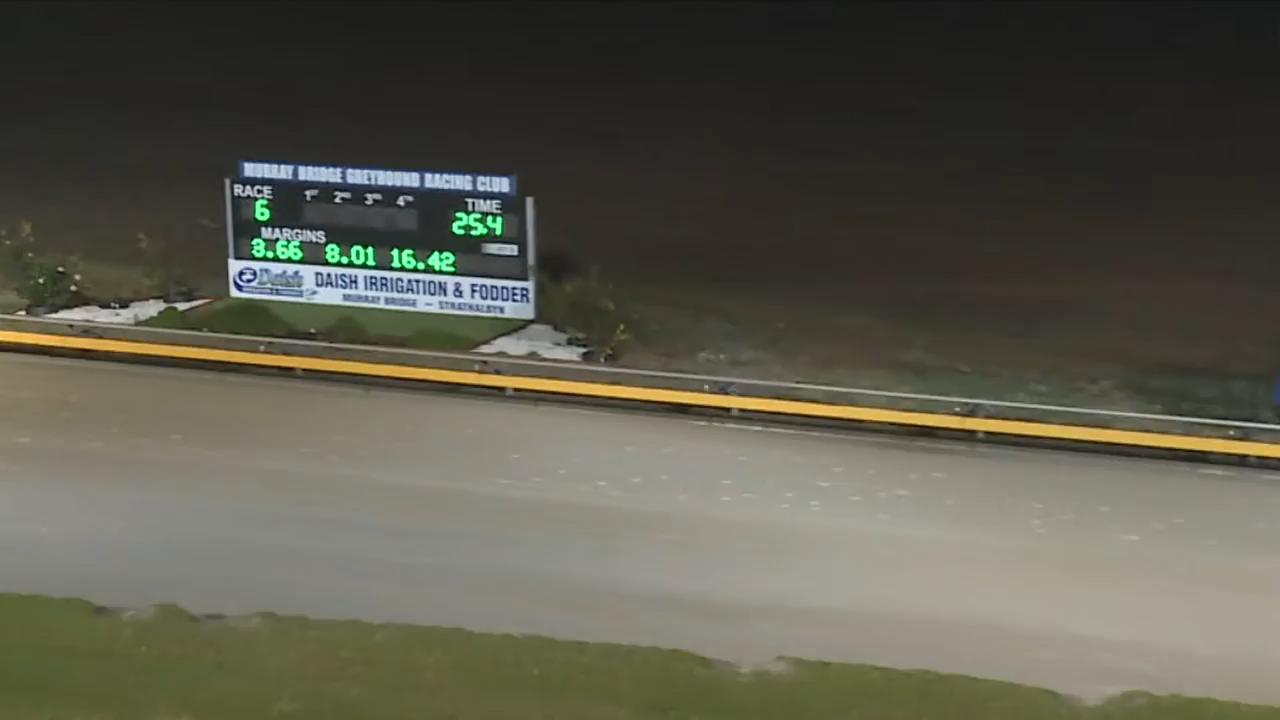 MURRAY BRIDGE GREYHOUND RACING CLUB
RACE 1ST 2ND 3RD 4TH TIME
6 25.4
MARGINS
3.66 8.01 16.42
Daish DAISH IRRIGATION & FODDER
MURRAY BRIDGE — STRATHALBYN